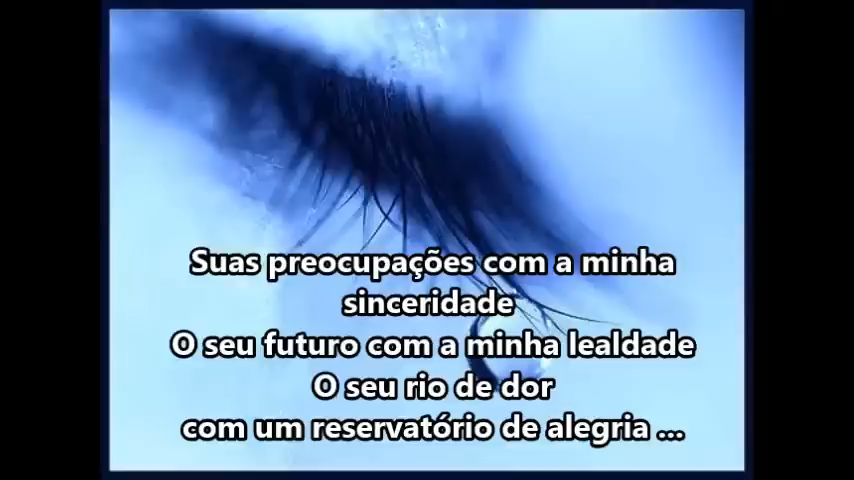 Suas preocupações com a minha
sinceridade
O seu futuro com a minha lealdade
O seu rio de dor
com um reservatório de alegria ...